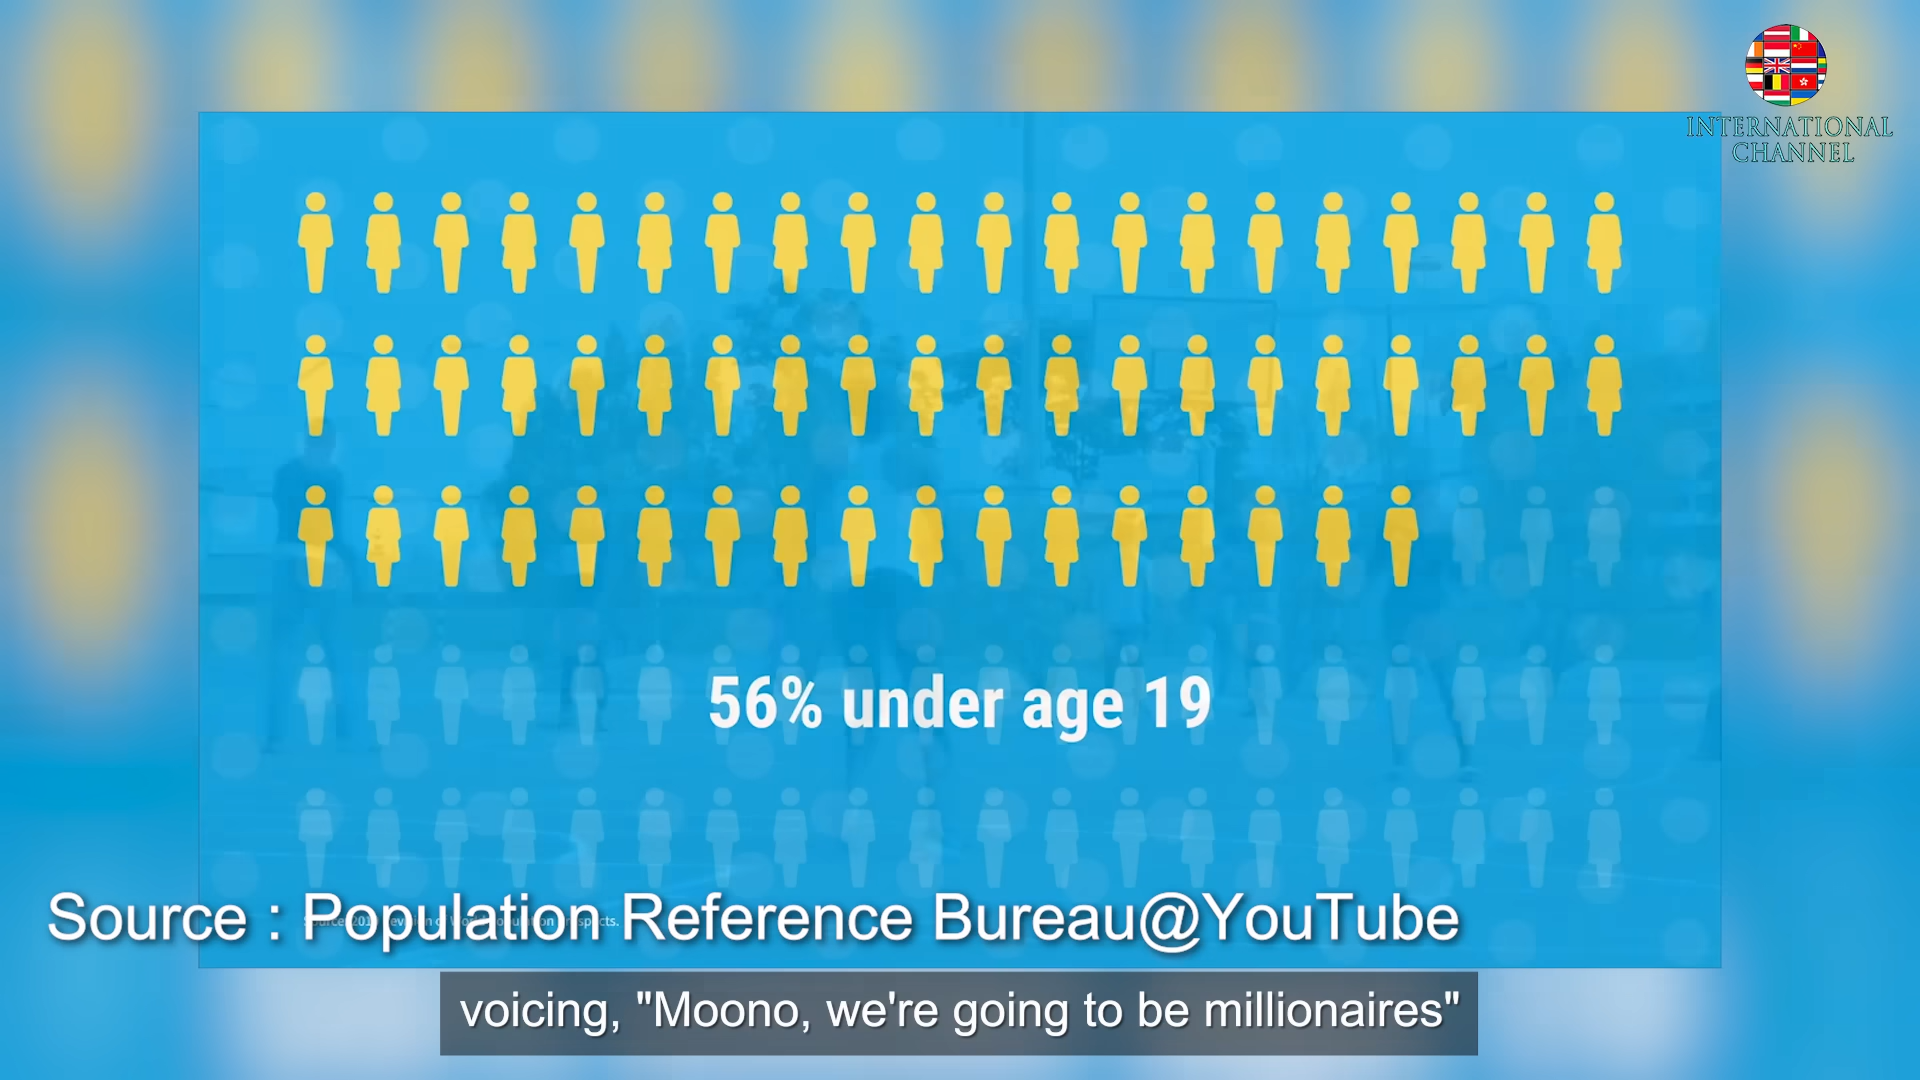 INTERNATIONAL
CHANNEL
56% under age 19
Source : Population Reference Bureau@YouTube
voicing, "Moono, we're going to be millionaires"